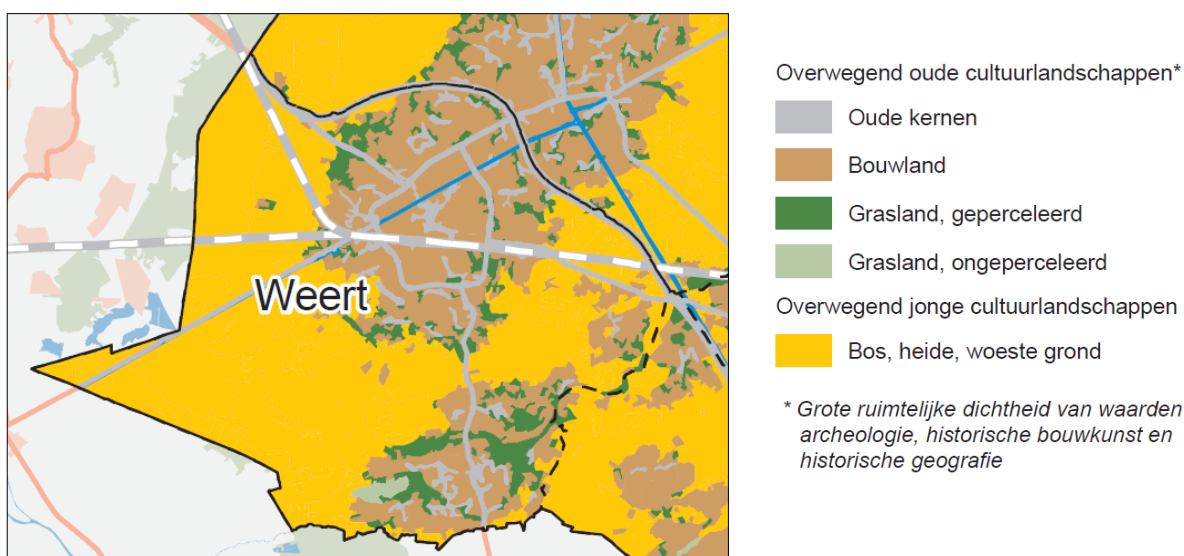 Weert
Overwegend oude cultuurlandschappen*
Oude kernen
Bouwland
Grasland, geperceleerd
Grasland, ongeperceleerd
Overwegend jonge cultuurlandschappen
Bos, heide, woeste grond
* Grote ruimtelijke dichtheid van waarden
archeologie, historische bouwkunst en
historische geografie